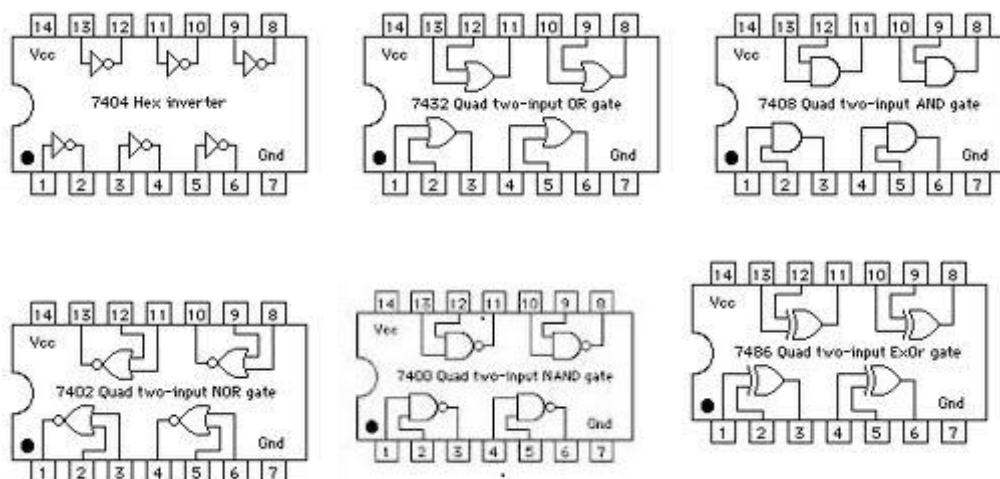 14 13 12 11 10 9 8
Vcc
7404 Hex inverter
Gnd
1 2 3 4 5 6 7
14 13 12 11 10 9 8
Vcc
7432 Quad two-input OR gate
Gnd
1 2 3 4 5 6 7
14 13 12 11 10 9 8
Vcc
7408 Quad two-input AND gate
Gnd
1 2 3 4 5 6 7
14 13 12 11 10 9 8
Vcc
7402 Quad two-input NOR gate
Gnd
1 2 3 4 5 6 7
14 13 12 11 10 9 8
Vcc
7400 Quad two-input NAND gate
Gnd
1 2 3 4 5 6 7
14 13 12 11 10 9 8
Vcc
7486 Quad two-input ExOr gate
Gnd
1 2 3 4 5 6 7